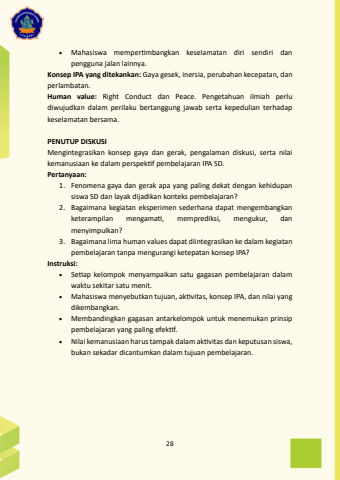 • Mahasiswa mempertimbangkan keselamatan diri sendiri dan
pengguna jalan lainnya.
Konsep IPA yang ditekankan: Gaya gesek, inersia, perubahan kecepatan, dan
perlambatan.
Human value: Right Conduct dan Peace. Pengetahuan ilmiah perlu
diwujudkan dalam perilaku bertanggung jawab serta kepedulian terhadap
keselamatan bersama.
PENUTUP DISKUSI
Mengintegrasikan konsep gaya dan gerak, pengalaman diskusi, serta nilai
kemanusiaan ke dalam perspektif pembelajaran IPA SD.
Pertanyaan:
1. Fenomena gaya dan gerak apa yang paling dekat dengan kehidupan
siswa SD dan layak dijadikan konteks pembelajaran?
2. Bagaimana kegiatan eksperimen sederhana dapat mengembangkan
keterampilan mengamati, memprediksi, mengukur, dan
menyimpulkan?
3. Bagaimana lima human values dapat diintegrasikan ke dalam kegiatan
pembelajaran tanpa mengurangi ketepatan konsep IPA?
Instruksi:
• Setiap kelompok menyampaikan satu gagasan pembelajaran dalam
waktu sekitar satu menit.
• Mahasiswa menyebutkan tujuan, aktivitas, konsep IPA, dan nilai yang
dikembangkan.
• Membandingkan gagasan antarkelompok untuk menemukan prinsip
pembelajaran yang paling efektif.
• Nilai kemanusiaan harus tampak dalam aktivitas dan keputusan siswa,
bukan sekadar dicantumkan dalam tujuan pembelajaran.
28